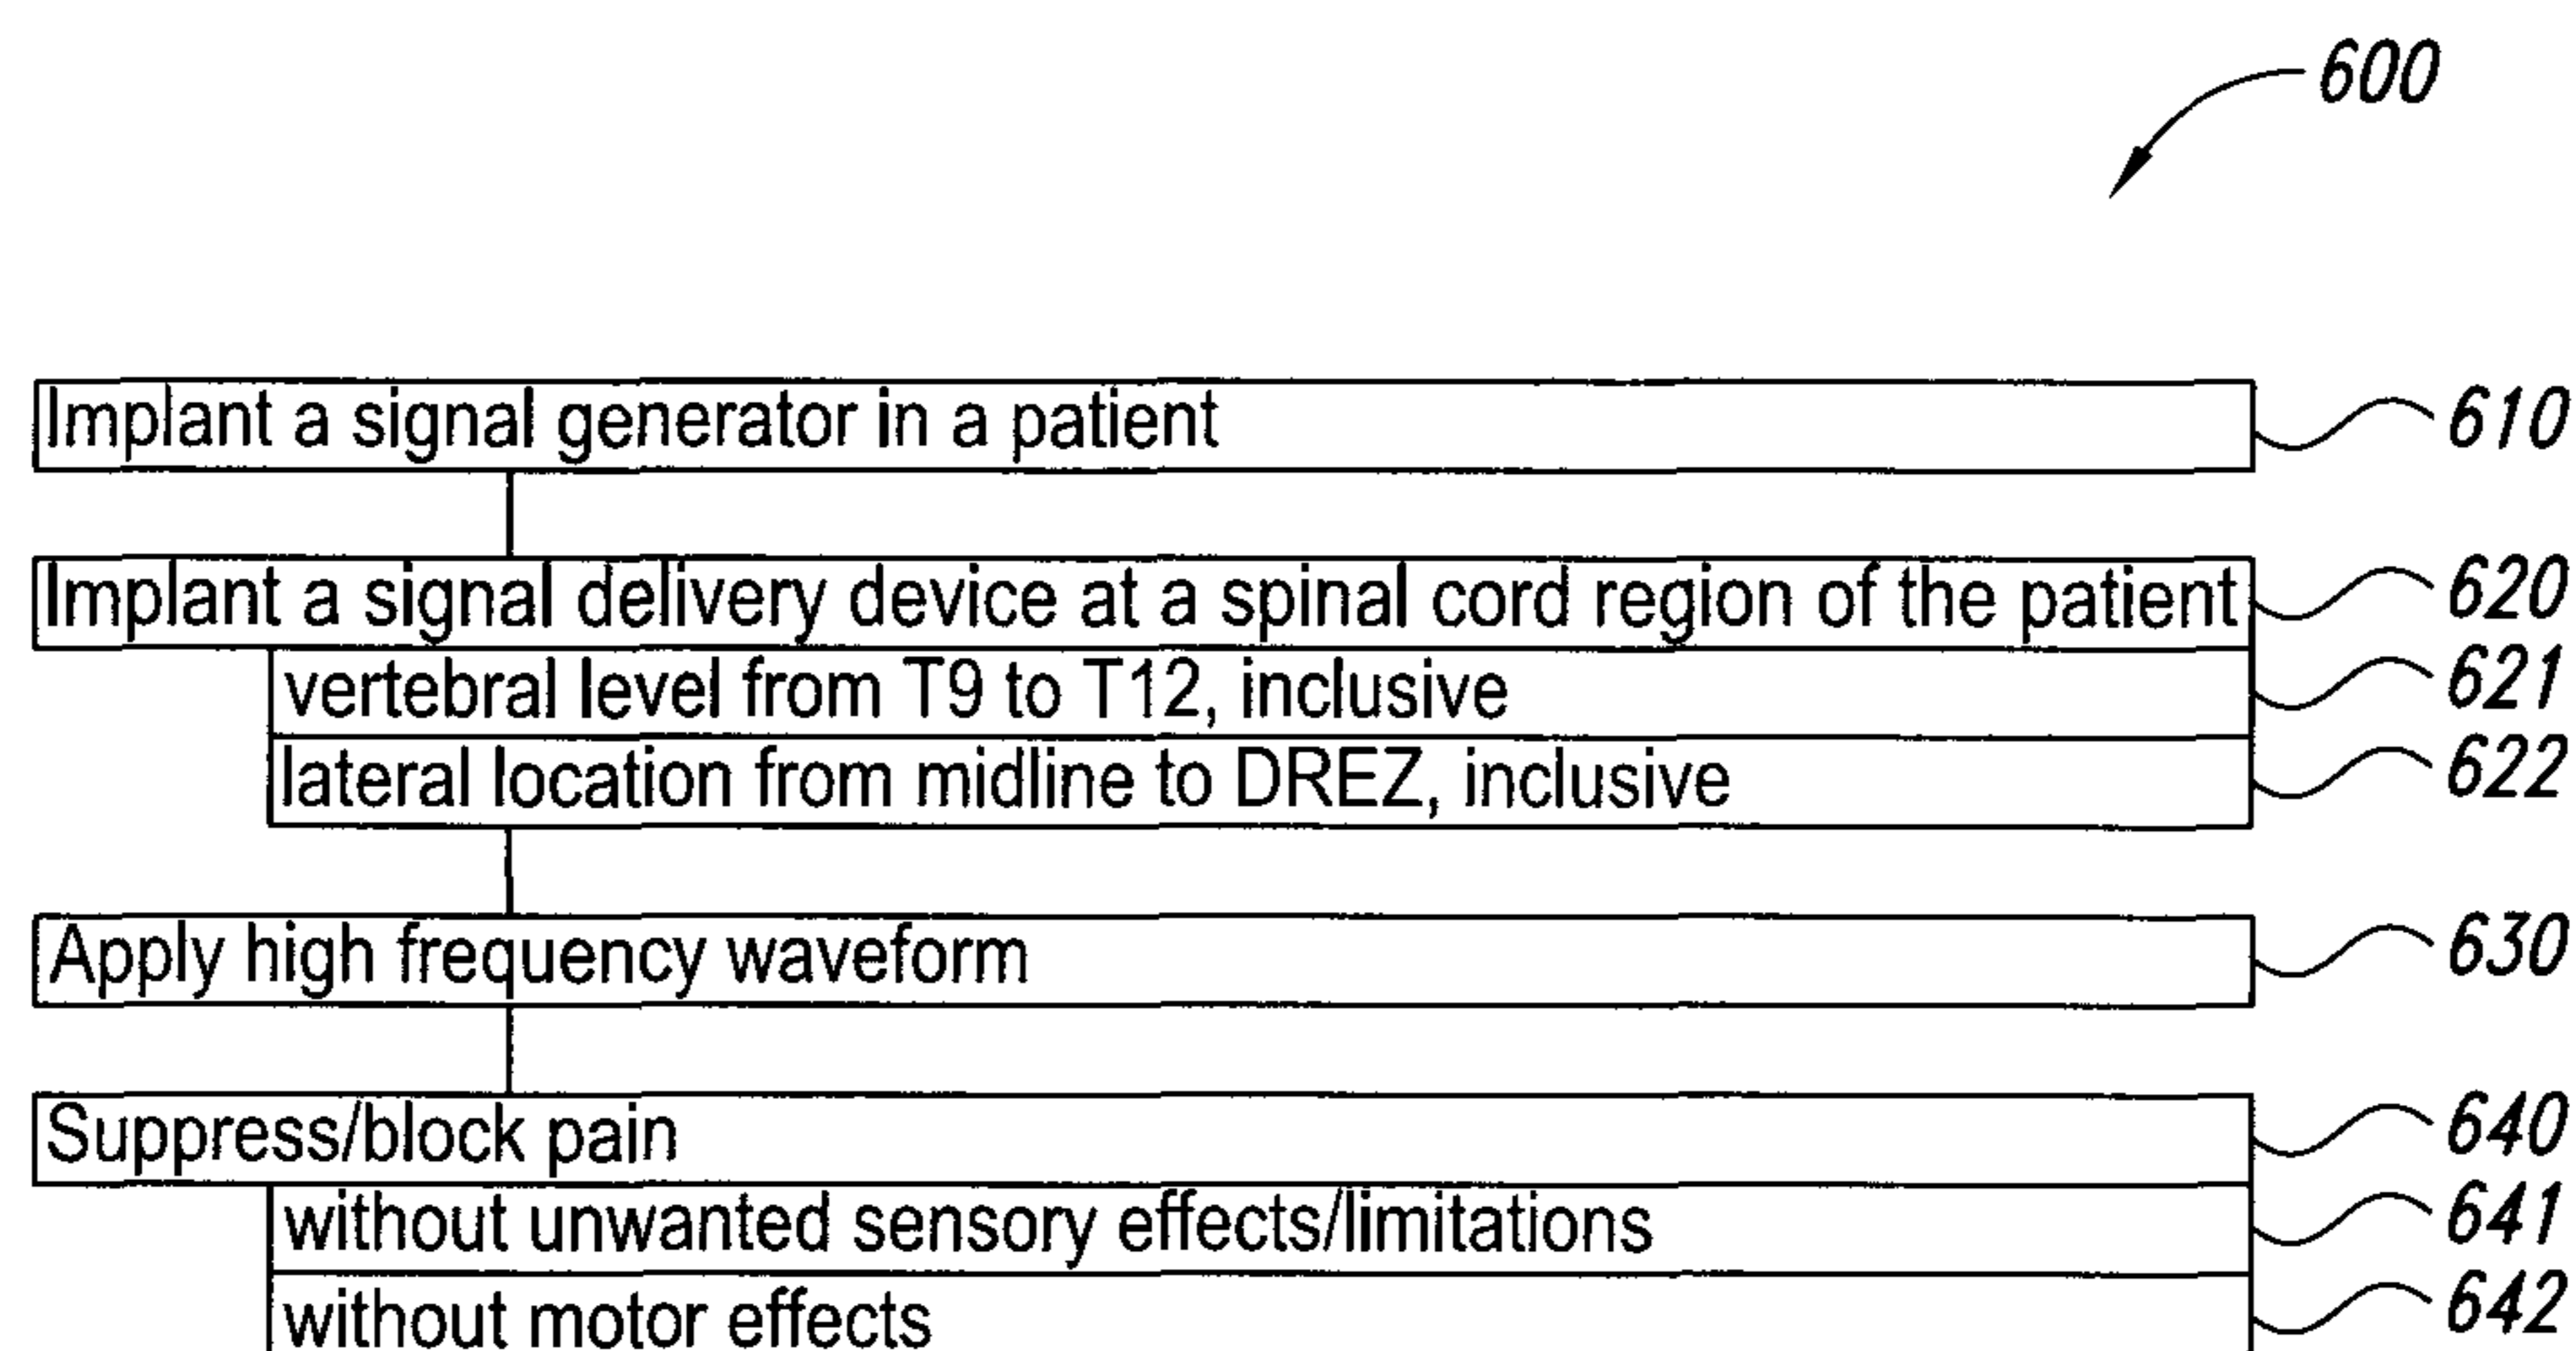 600
Implant a signal generator in a patient 610
Implant a signal delivery device at a spinal cord region of the patient 620
vertebral level from T9 to T12, inclusive 621
lateral location from midline to DREZ, inclusive 622
Apply high frequency waveform 630
Suppress/block pain 640
without unwanted sensory effects/limitations 641
without motor effects 642